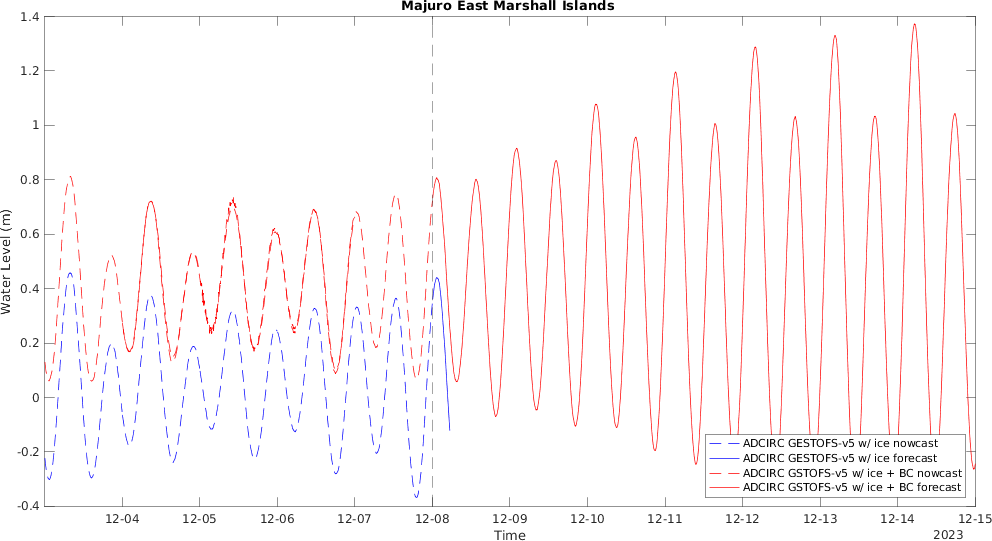 Majuro East Marshall Islands
1.4
1.2
1
0.8
0.6
0.4
0.2
0
-0.2
-0.4
Water Level (m)
ADCIRC GESTOFS-v5 w/ ice nowcast
ADCIRC GESTOFS-v5 w/ ice forecast
ADCIRC GSTOFS-v5 w/ ice + BC nowcast
ADCIRC GSTOFS-v5 w/ ice + BC forecast
12-04 12-05 12-06 12-07 12-08 12-09 12-10 12-11 12-12 12-13 12-14 12-15
Time
2023